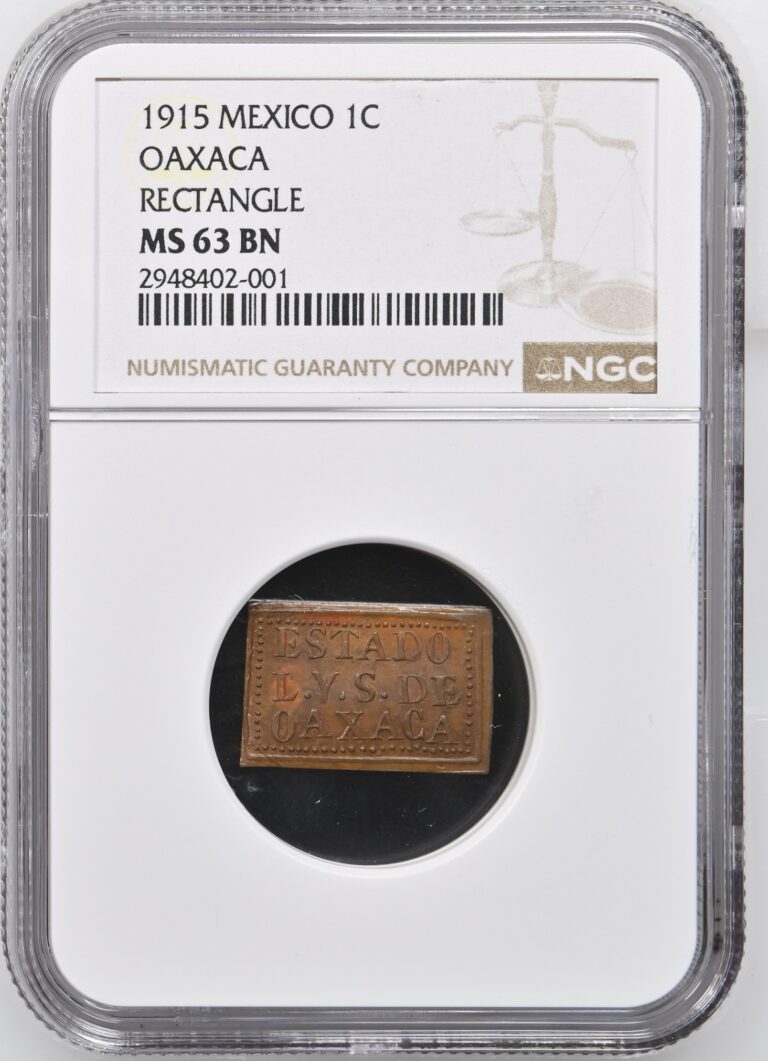 1915 MEXICO 1C
OAXACA
RECTANGLE
MS 63 BN
2948402-001
NUMISMATIC GUARANTY COMPANY NGC
ESTADO
L.Y.S. DE
OAXACA